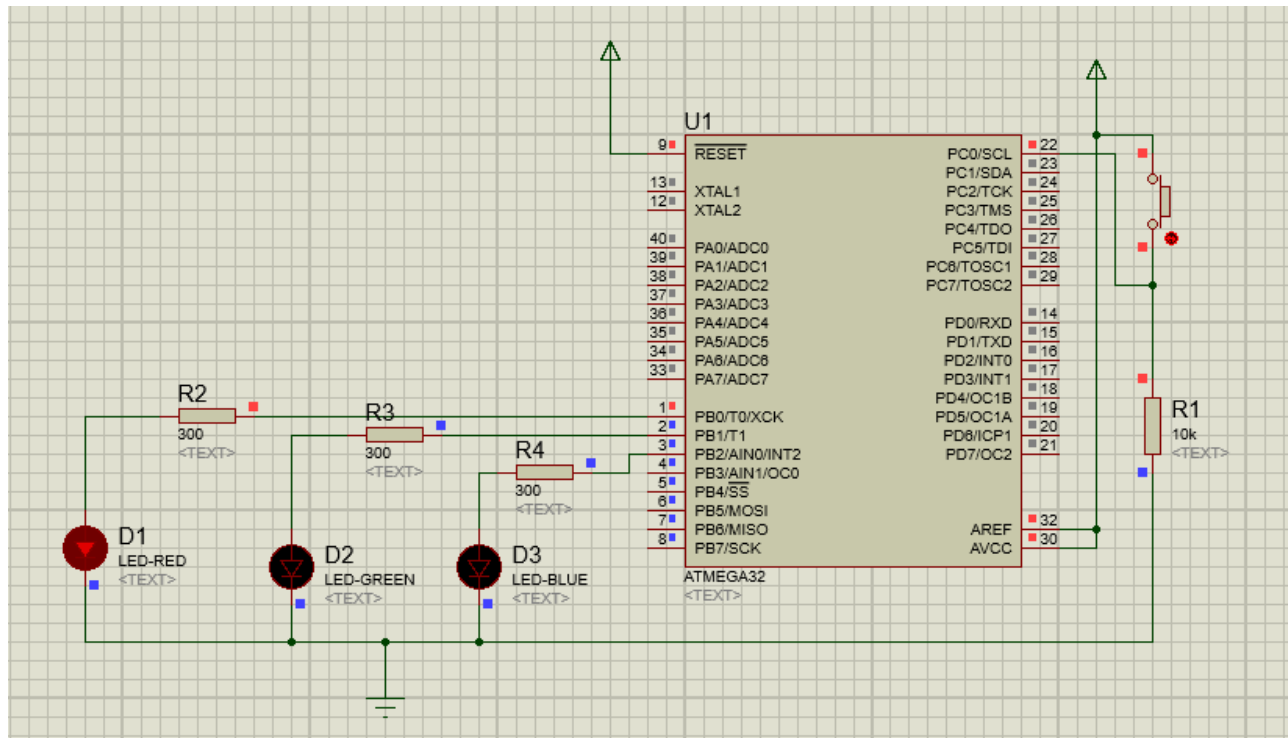 U1
9
RESET
13
XTAL1
12
XTAL2
40
PA0/ADC0
39
PA1/ADC1
38
PA2/ADC2
37
PA3/ADC3
36
PA4/ADC4
35
PA5/ADC5
34
PA6/ADC6
33
PA7/ADC7
1
PB0/T0/XCK
2
PB1/T1
3
PB2/AIN0/INT2
4
PB3/AIN1/OC0
5
PB4/SS
6
PB5/MOSI
7
PB6/MISO
8
PB7/SCK
22
PC0/SCL
23
PC1/SDA
24
PC2/TCK
25
PC3/TMS
26
PC4/TDO
27
PC5/TDI
28
PC6/TOSC1
29
PC7/TOSC2
14
PD0/RXD
15
PD1/TXD
16
PD2/INT0
17
PD3/INT1
18
PD4/OC1B
19
PD5/OC1A
20
PD6/ICP1
21
PD7/OC2
32
AREF
30
AVCC
ATMEGA32
<TEXT>
R2
300
<TEXT>
R3
300
<TEXT>
R4
300
<TEXT>
R1
10k
<TEXT>
D1
LED-RED
<TEXT>
D2
LED-GREEN
<TEXT>
D3
LED-BLUE
<TEXT>